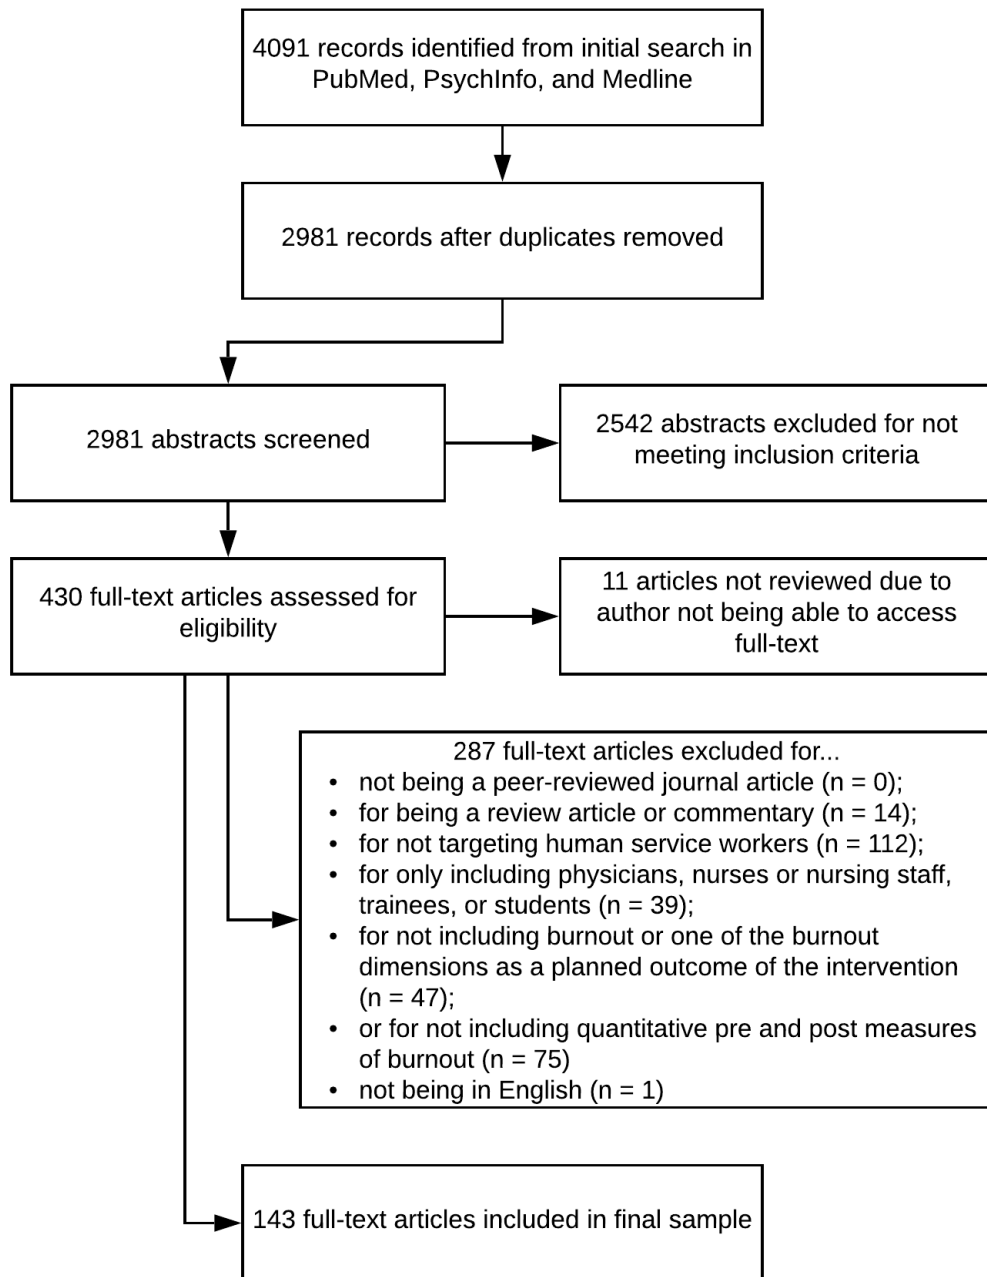 4091 records identified from initial search in
PubMed, PsychInfo, and Medline
2981 records after duplicates removed
2981 abstracts screened
2542 abstracts excluded for not
meeting inclusion criteria
430 full-text articles assessed for
eligibility
11 articles not reviewed due to
author not being able to access
full-text
287 full-text articles excluded for...
• not being a peer-reviewed journal article (n = 0);
• for being a review article or commentary (n = 14);
• for not targeting human service workers (n = 112);
• for only including physicians, nurses or nursing staff,
trainees, or students (n = 39);
• for not including burnout or one of the burnout
dimensions as a planned outcome of the intervention
(n = 47);
• or for not including quantitative pre and post measures
of burnout (n = 75)
• not being in English (n = 1)
143 full-text articles included in final sample